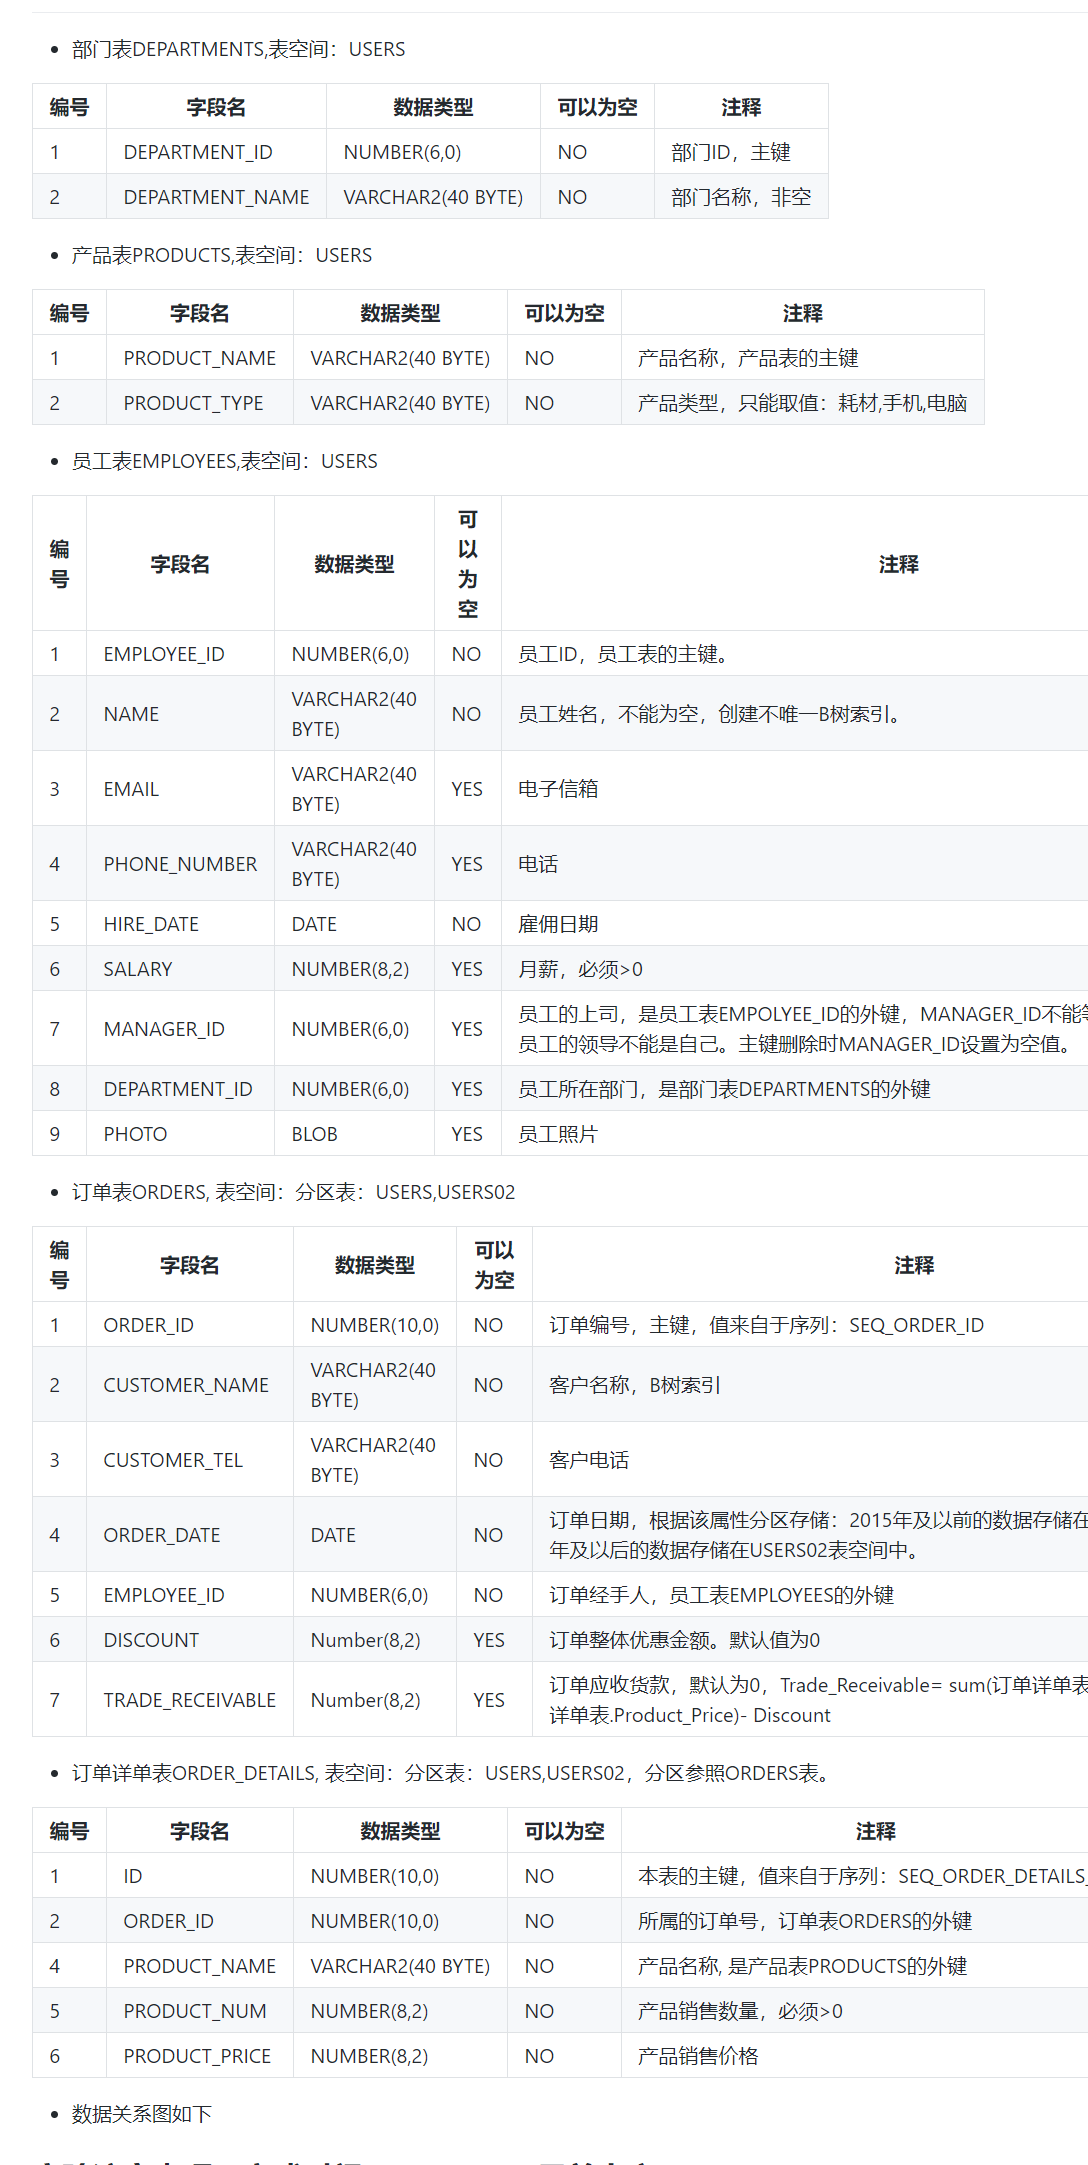 部门表DEPARTMENTS,表空间：USERS
编号 字段名 数据类型 可以为空 注释
1 DEPARTMENT_ID NUMBER(6,0) NO 部门ID，主键
2 DEPARTMENT_NAME VARCHAR2(40 BYTE) NO 部门名称，非空
产品表PRODUCTS,表空间：USERS
编号 字段名 数据类型 可以为空 注释
1 PRODUCT_NAME VARCHAR2(40 BYTE) NO 产品名称，产品表的主键
2 PRODUCT_TYPE VARCHAR2(40 BYTE) NO 产品类型，只能取值：耗材,手机,电脑
员工表EMPLOYEES,表空间：USERS
编号 字段名 数据类型 可以为空 注释
1 EMPLOYEE_ID NUMBER(6,0) NO 员工ID，员工表的主键。
2 NAME VARCHAR2(40 BYTE) NO 员工姓名，不能为空，创建不唯一B树索引。
3 EMAIL VARCHAR2(40 BYTE) YES 电子信箱
4 PHONE_NUMBER VARCHAR2(40 BYTE) YES 电话
5 HIRE_DATE DATE NO 雇佣日期
6 SALARY NUMBER(8,2) YES 月薪，必须>0
7 MANAGER_ID NUMBER(6,0) YES 员工的上司，是员工表EMPOLYEE_ID的外键，MANAGER_ID不能
员工的领导不能是自己。主键删除时MANAGER_ID设置为空值。
8 DEPARTMENT_ID NUMBER(6,0) YES 员工所在部门，是部门表DEPARTMENTS的外键
9 PHOTO BLOB YES 员工照片
订单表ORDERS, 表空间：分区表：USERS,USERS02
编号 字段名 数据类型 可以为空 注释
1 ORDER_ID NUMBER(10,0) NO 订单编号，主键，值来自于序列：SEQ_ORDER_ID
2 CUSTOMER_NAME VARCHAR2(40 BYTE) NO 客户名称，B树索引
3 CUSTOMER_TEL VARCHAR2(40 BYTE) NO 客户电话
4 ORDER_DATE DATE NO 订单日期，根据该属性分区存储：2015年及以前的数据存储在
年及以后的数据存储在USERS02表空间中。
5 EMPLOYEE_ID NUMBER(6,0) NO 订单经手人，员工表EMPLOYEES的外键
6 DISCOUNT Number(8,2) YES 订单整体优惠金额。默认值为0
7 TRADE_RECEIVABLE Number(8,2) YES 订单应收货款，默认为0，Trade_Receivable= sum(订单详单表
详单表.Product_Price)- Discount
订单详单表ORDER_DETAILS, 表空间：分区表：USERS,USERS02，分区参照ORDERS表。
编号 字段名 数据类型 可以为空 注释
1 ID NUMBER(10,0) NO 本表的主键，值来自于序列：SEQ_ORDER_DETAILS_
2 ORDER_ID NUMBER(10,0) NO 所属的订单号，订单表ORDERS的外键
4 PRODUCT_NAME VARCHAR2(40 BYTE) NO 产品名称, 是产品表PRODUCTS的外键
5 PRODUCT_NUM NUMBER(8,2) NO 产品销售数量，必须>0
6 PRODUCT_PRICE NUMBER(8,2) NO 产品销售价格
数据关系图如下